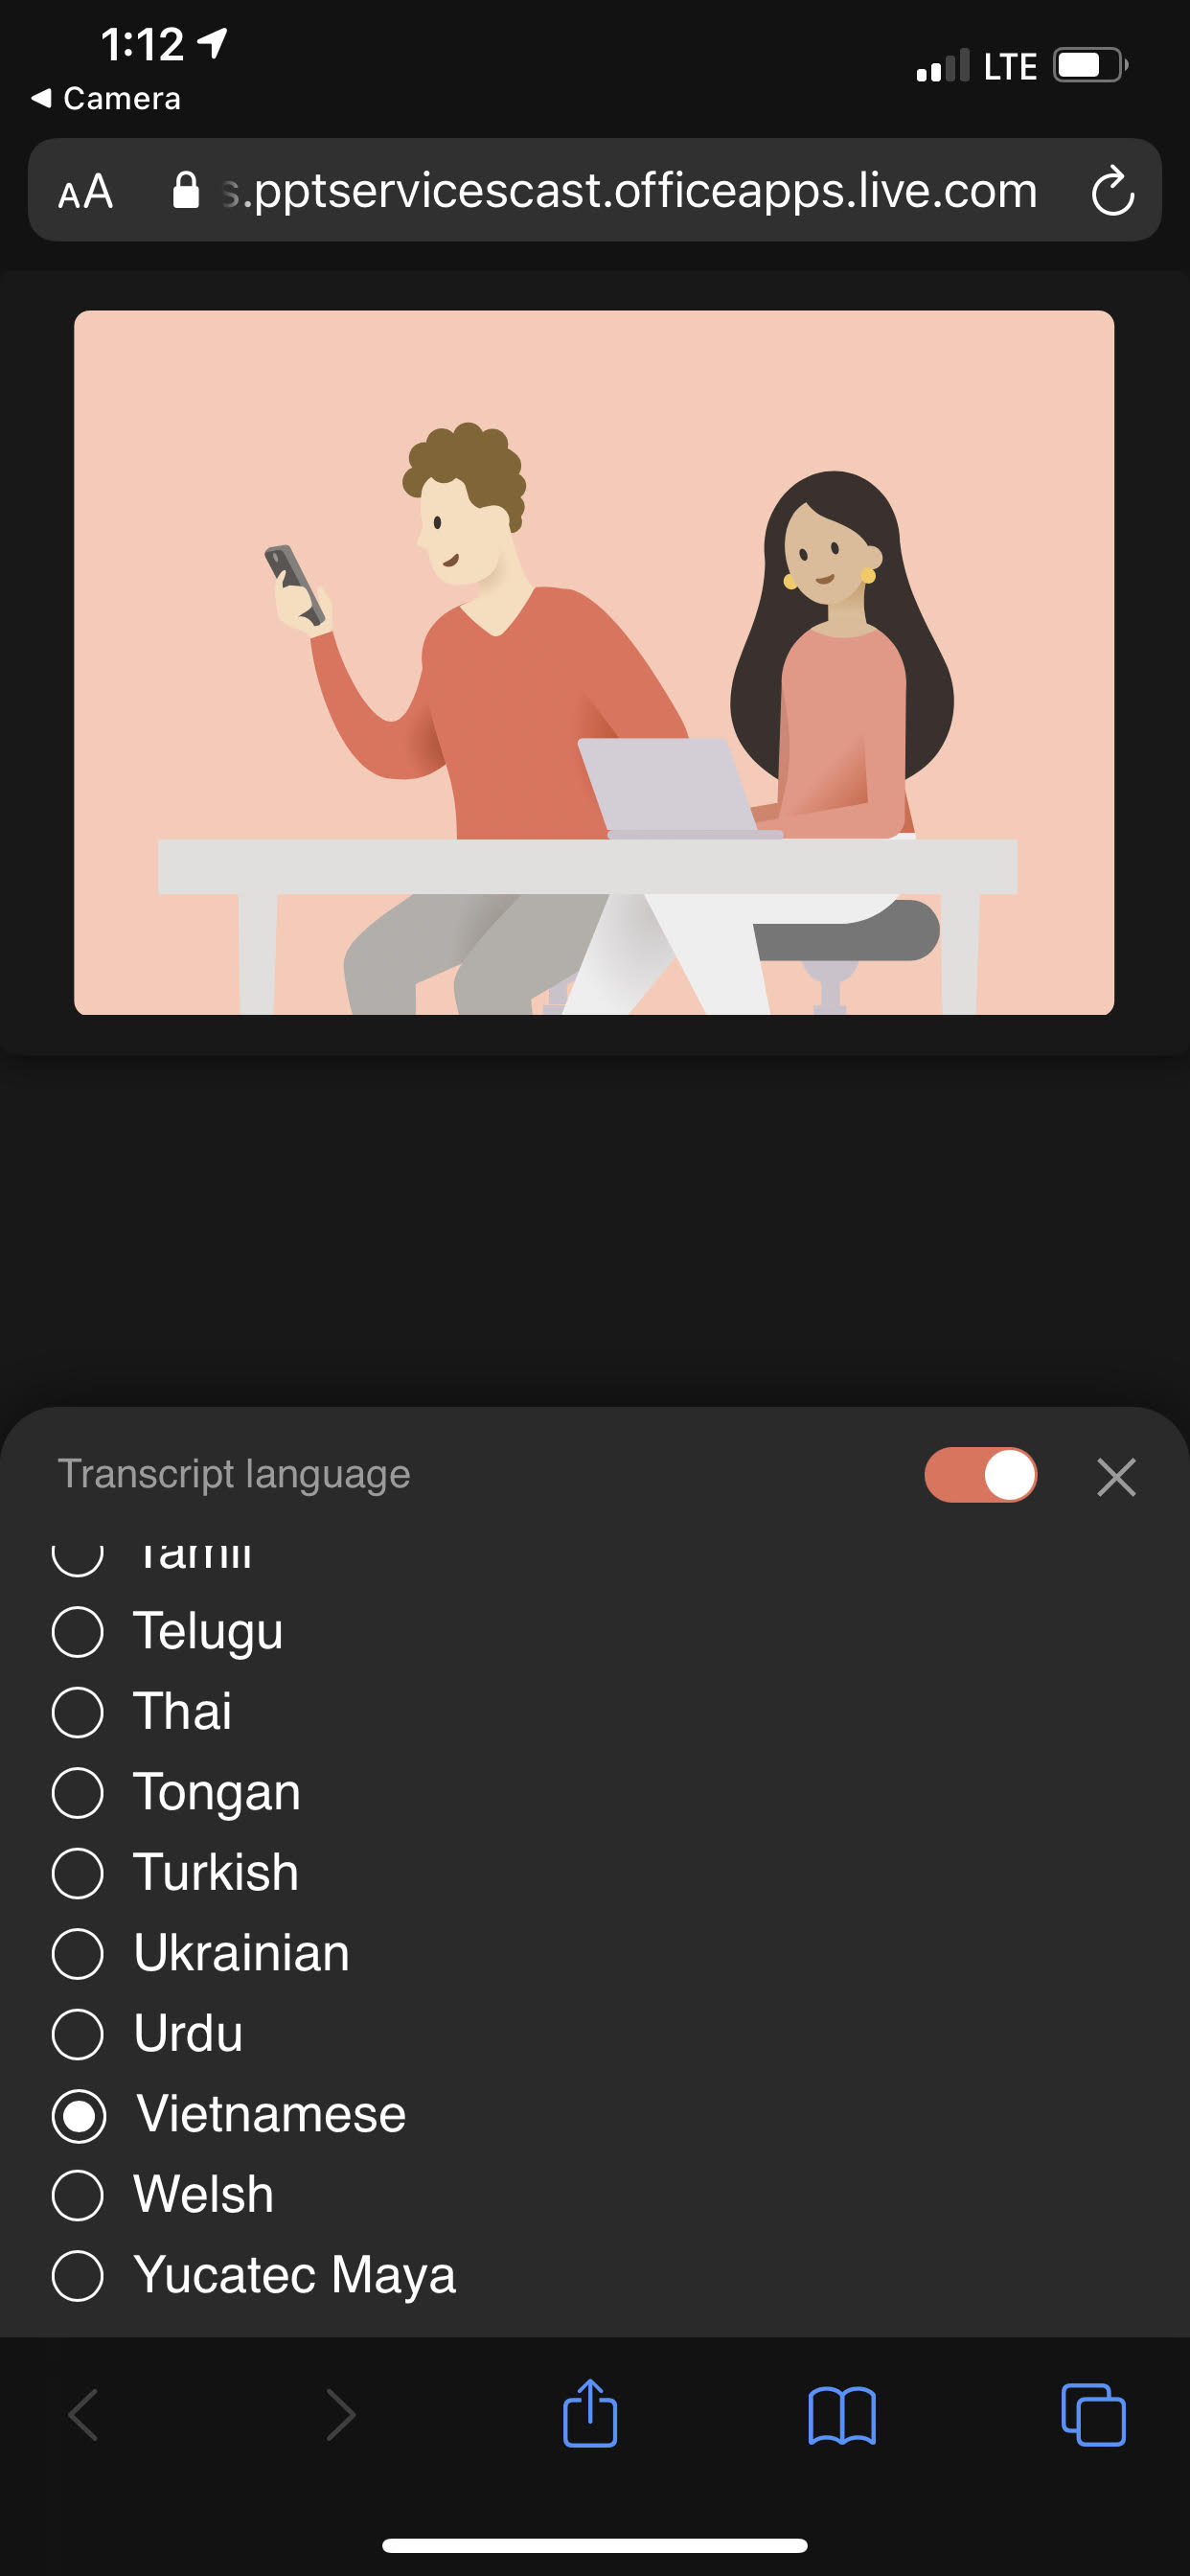 1:12
Camera
LTE
AA
s.pptservicescast.officeapps.live.com
Transcript language
Tamil
Telugu
Thai
Tongan
Turkish
Ukrainian
Urdu
Vietnamese
Welsh
Yucatec Maya